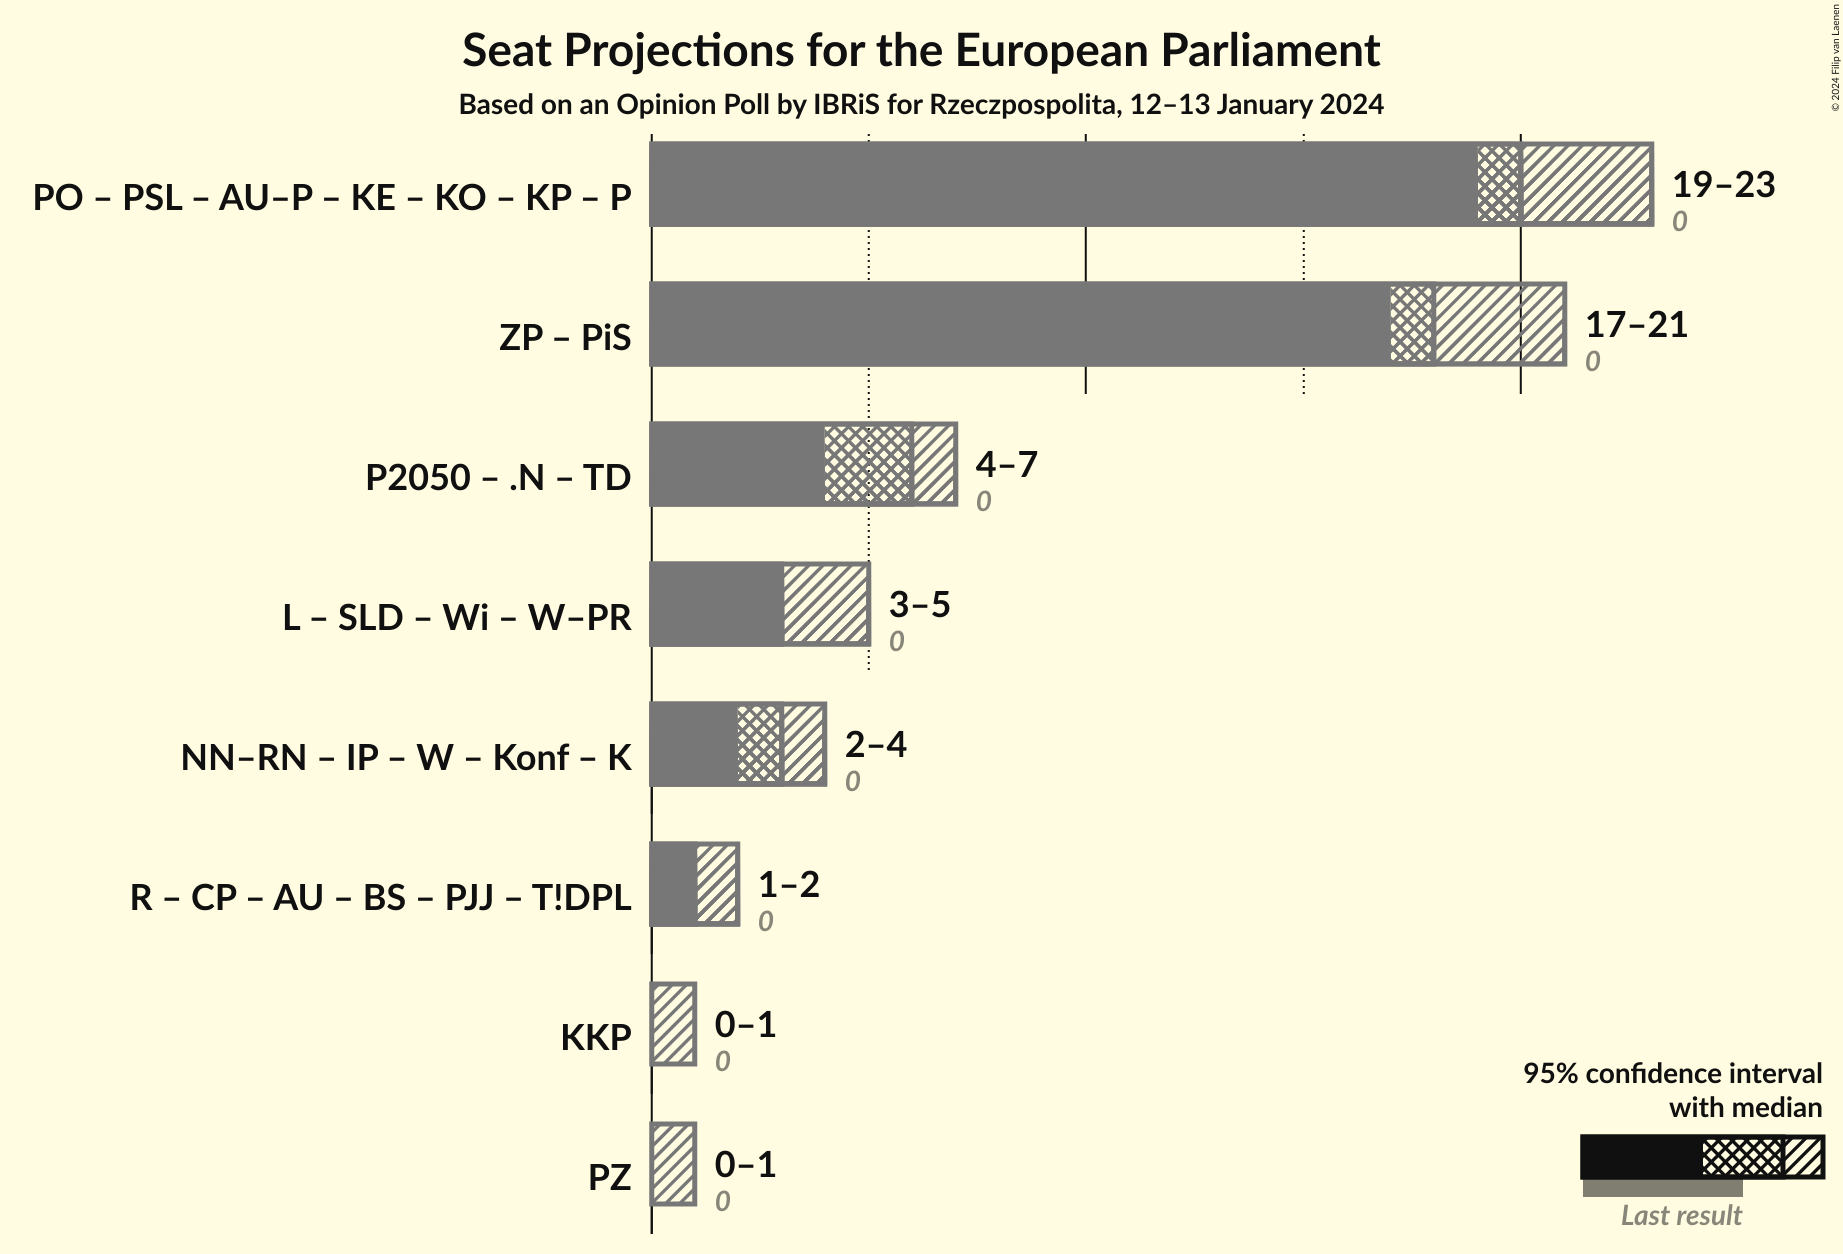 Seat Projections for the European Parliament
Based on an Opinion Poll by IBRiS for Rzeczpospolita, 12–13 January 2024
© 2024 Filip van Laenen
PO – PSL – AU–P – KE – KO – KP – P
19–23
0
ZP – PiS
17–21
0
P2050 – .N – TD
4–7
0
L – SLD – Wi – W–PR
3–5
0
NN–RN – IP – W – Konf – K
2–4
0
R – CP – AU – BS – PJJ – T!DPL
1–2
0
KKP
0–1
0
PZ
0–1
0
95% confidence interval
with median
Last result